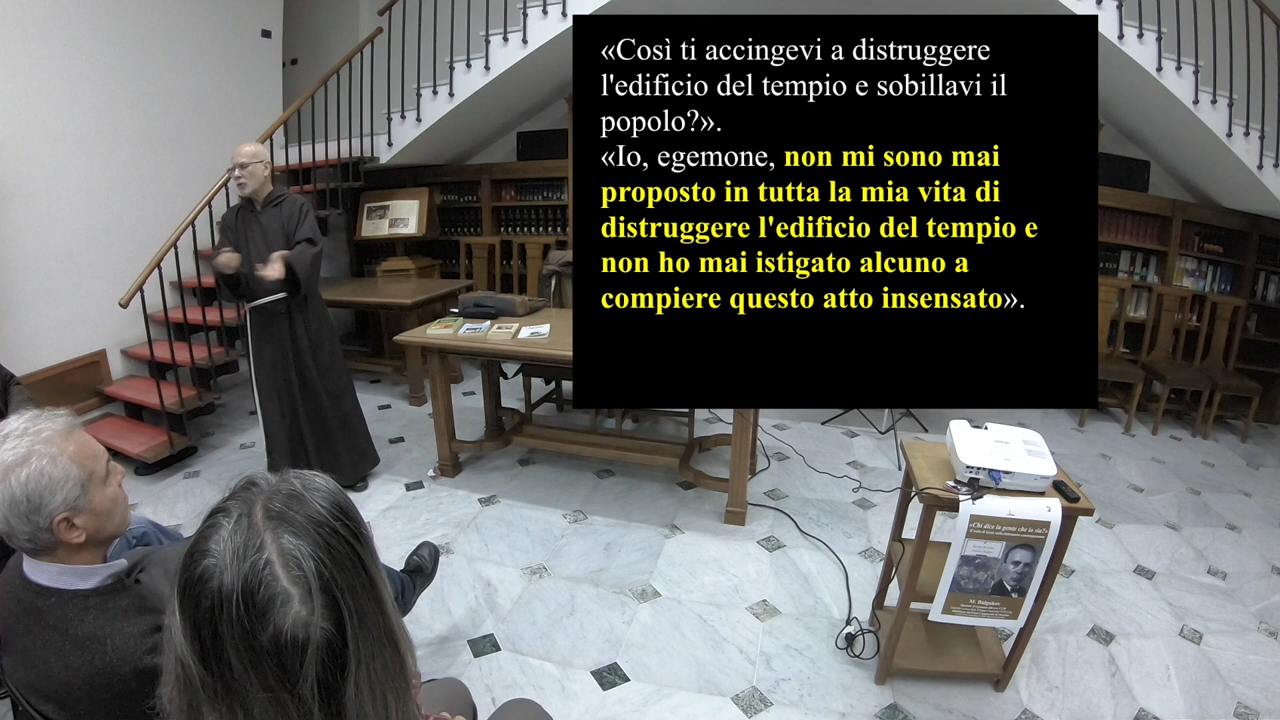 «Così ti accingevi a distruggere
l'edificio del tempio e sobillavi il
popolo?».
«Io, egemone, non mi sono mai
proposto in tutta la mia vita di
distruggere l'edificio del tempio e
non ho mai istigato alcuno a
compiere questo atto insensato».
«Chi dice la gente che io sia?»
M. Bulgakov